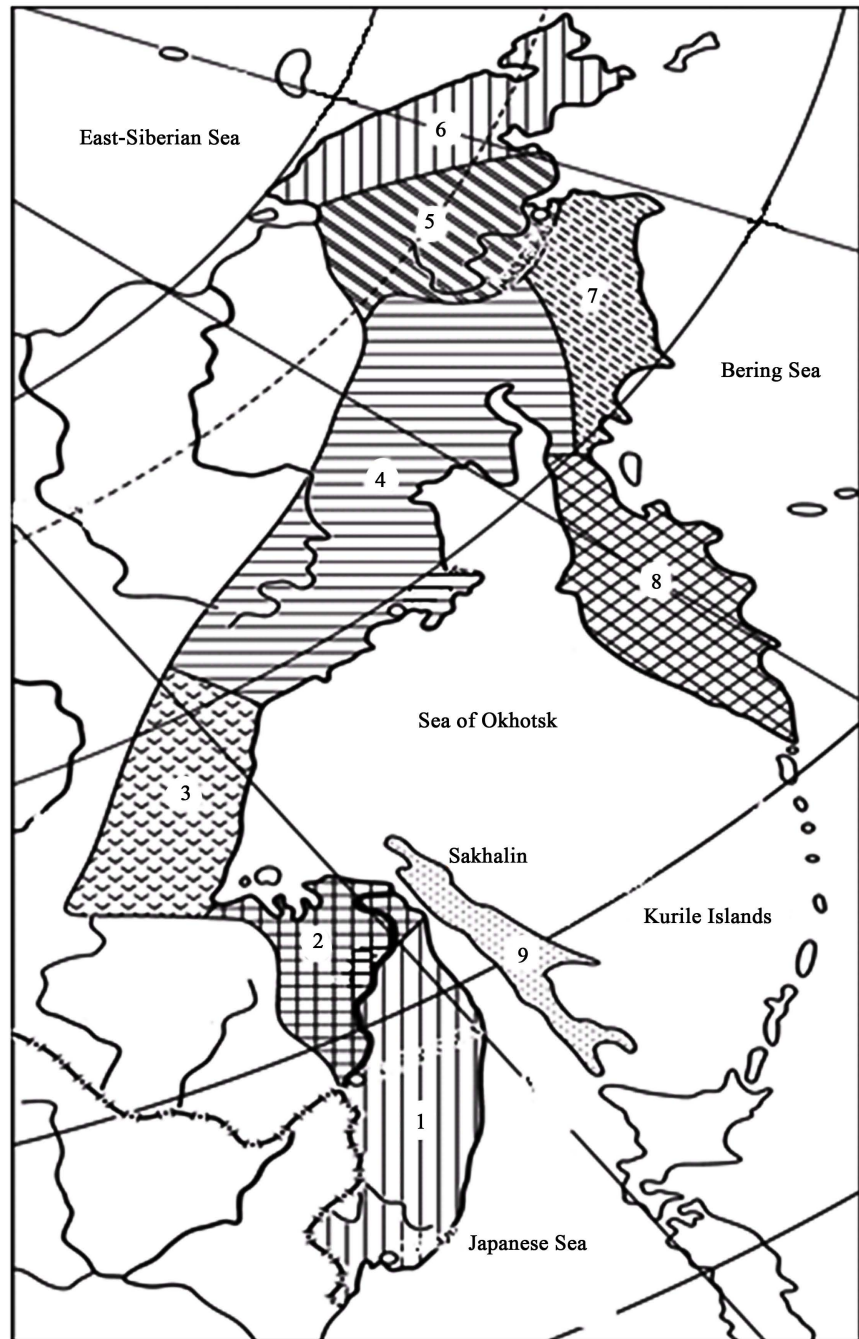 6
East-Siberian Sea
5
7
Bering Sea
4
8
Sea of Okhotsk
3
Sakhalin
Kurile Islands
2
9
1
Japanese Sea